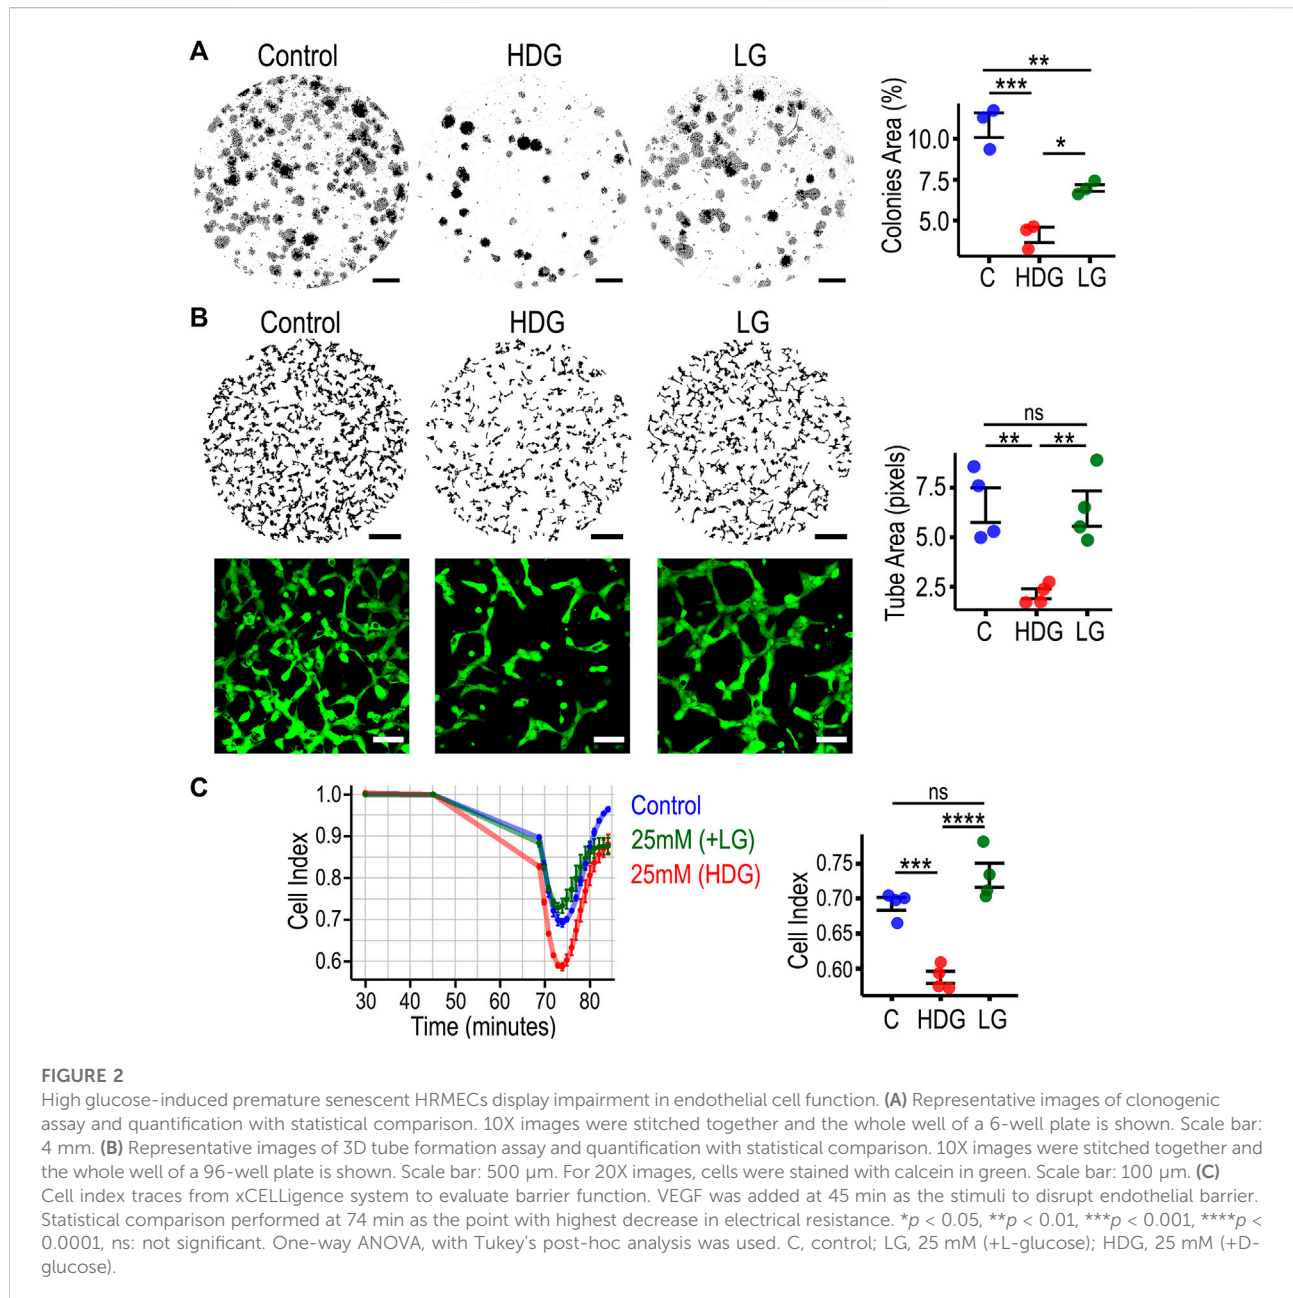 A
Control
HDG
LG
Colonies Area (%)
10.0
7.5
5.0
**
***
*
C HDG LG
B
Control
HDG
LG
Tube Area (pixels)
7.5
5.0
2.5
ns
** **
C HDG LG
C
Cell Index
1.0
0.9
0.8
0.7
0.6
30 40 50 60 70 80
Time (minutes)
Control
25mM (+LG)
25mM (HDG)
Cell Index
0.75
0.70
0.65
0.60
ns
****
***
C HDG LG
FIGURE 2
High glucose-induced premature senescent HRMECs display impairment in endothelial cell function. (A) Representative images of clonogenic
assay and quantification with statistical comparison. 10X images were stitched together and the whole well of a 6-well plate is shown. Scale bar:
4 mm. (B) Representative images of 3D tube formation assay and quantification with statistical comparison. 10X images were stitched together and
the whole well of a 96-well plate is shown. Scale bar: 500 μm. For 20X images, cells were stained with calcein in green. Scale bar: 100 μm. (C)
Cell index traces from xCELLigence system to evaluate barrier function. VEGF was added at 45 min as the stimuli to disrupt endothelial barrier.
Statistical comparison performed at 74 min as the point with highest decrease in electrical resistance. *p < 0.05, **p < 0.01, ***p < 0.001, ****p <
0.0001, ns: not significant. One-way ANOVA, with Tukey's post-hoc analysis was used. C, control; LG, 25 mM (+L-glucose); HDG, 25 mM (+D-
glucose).